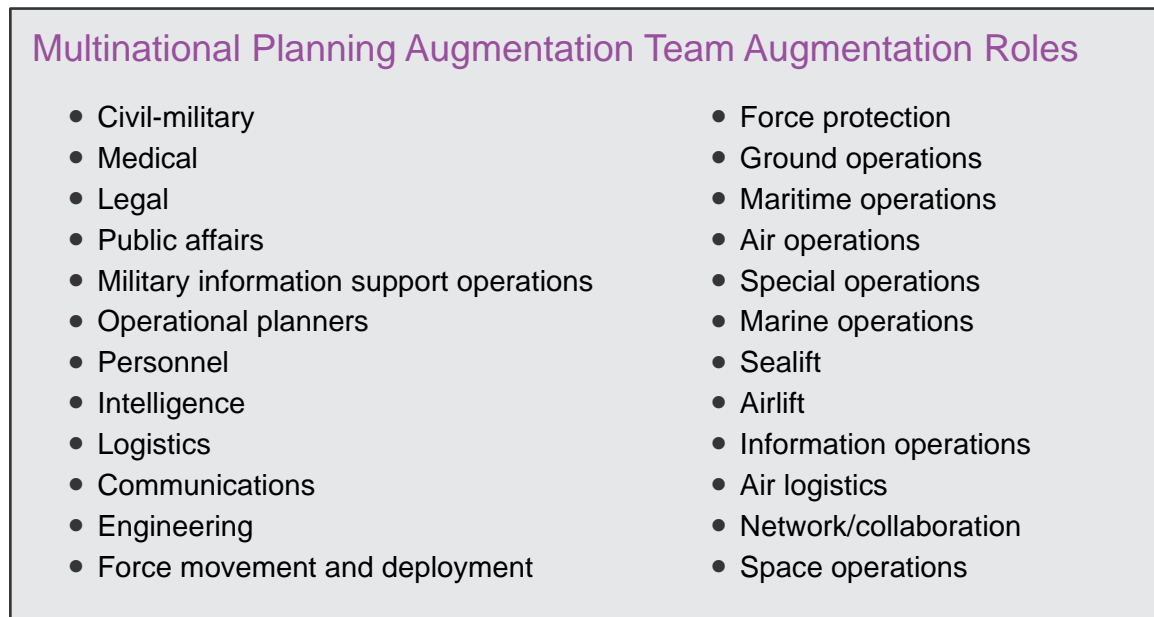 Multinational Planning Augmentation Team Augmentation Roles
• Civil-military
• Medical
• Legal
• Public affairs
• Military information support operations
• Operational planners
• Personnel
• Intelligence
• Logistics
• Communications
• Engineering
• Force movement and deployment
• Force protection
• Ground operations
• Maritime operations
• Air operations
• Special operations
• Marine operations
• Sealift
• Airlift
• Information operations
• Air logistics
• Network/collaboration
• Space operations